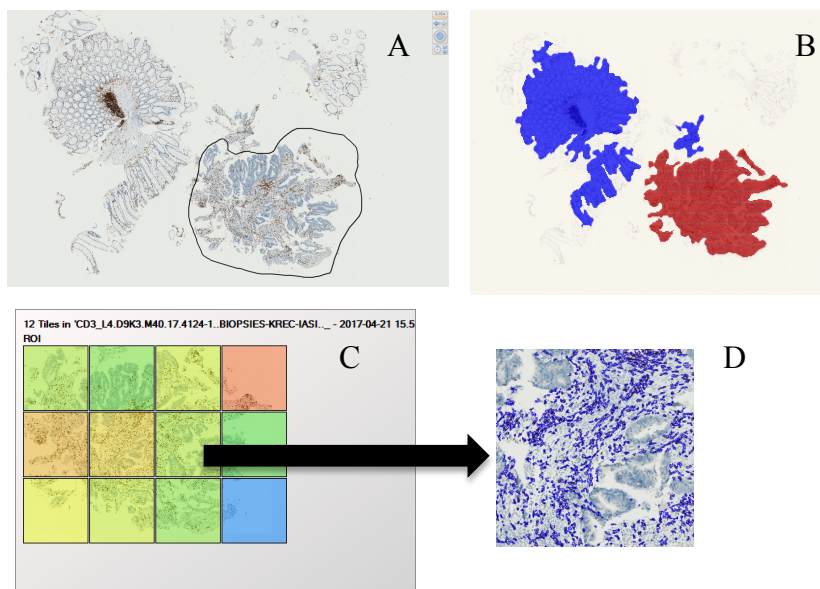 A
B
12 Tiles in 'CD3_L4.D9K3.M40.17.4124-1..BIOPSIES-KREC-IASI.._ - 2017-04-21 15.5
ROI
C
D